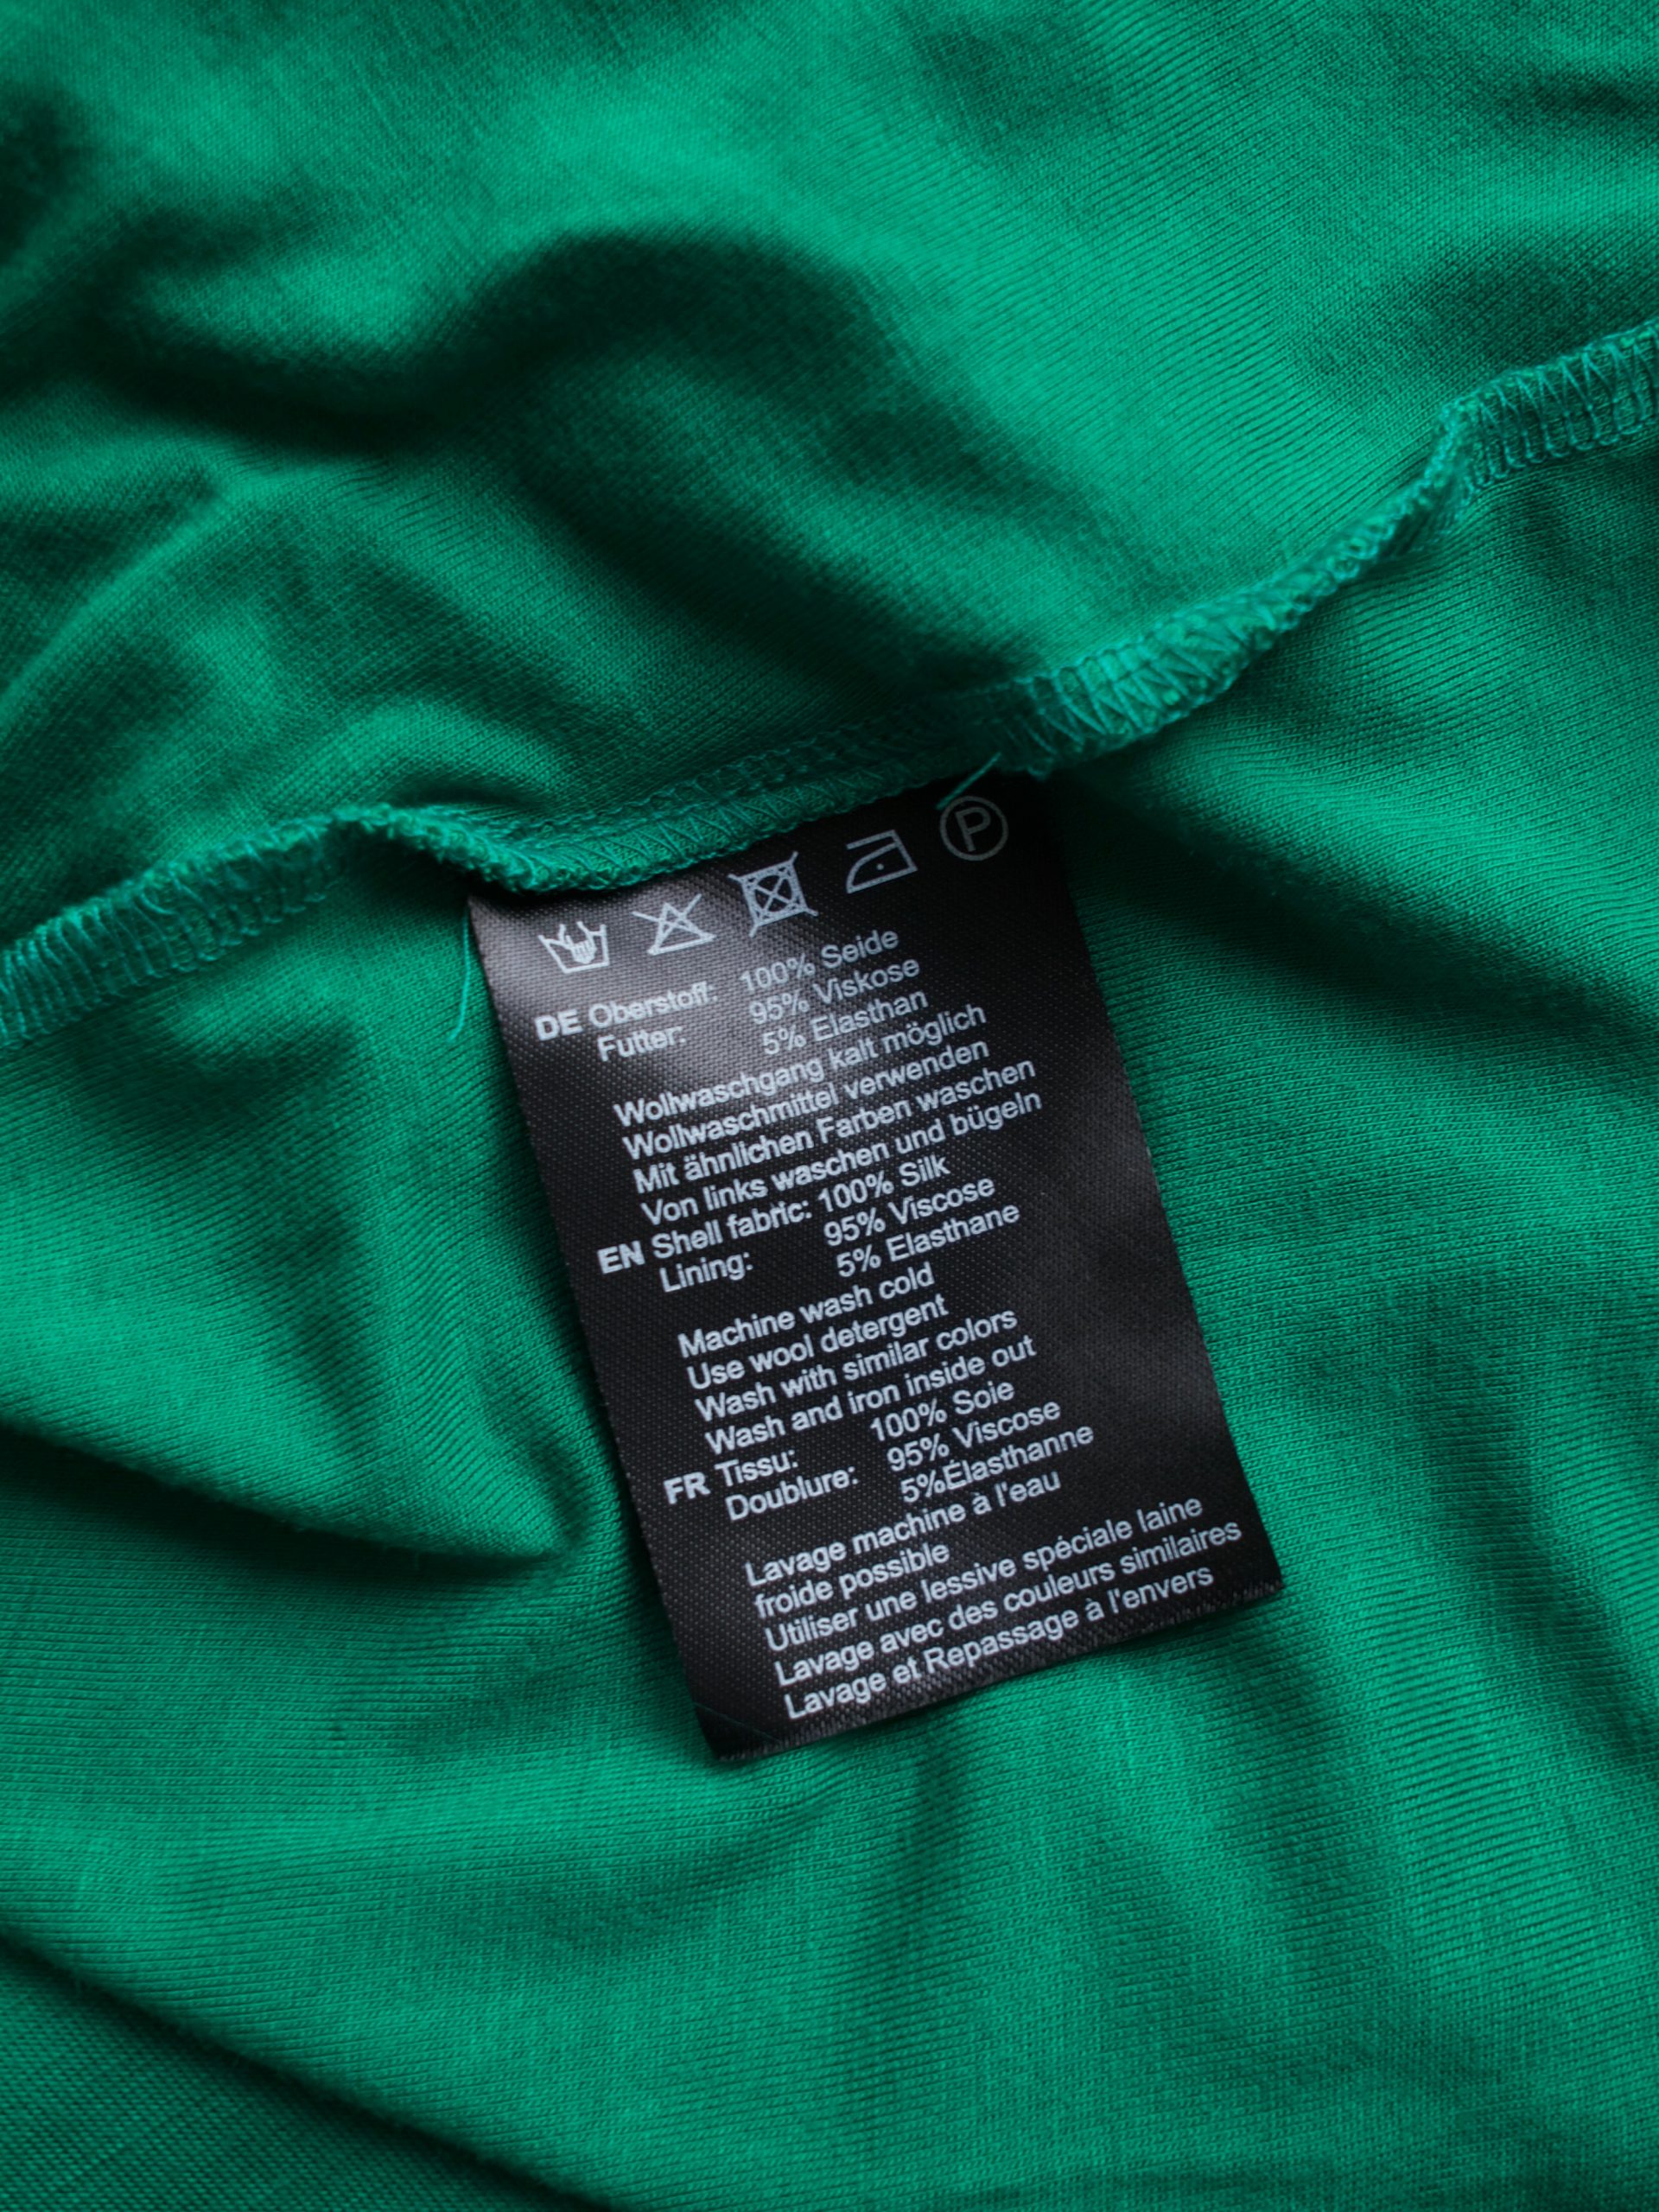 P
DE Oberstoff: 100% Seide
Futter: 95% Viskose
5% Elasthan
Wollwaschgang kalt möglich
Wollwaschmittel verwenden
Mit ähnlichen Farben waschen
Von links waschen und bügeln
EN Shell fabric: 100% Silk
Lining: 95% Viscose
5% Elasthane
Machine wash cold
Use wool detergent
Wash with similar colors
Wash and iron inside out
FR Tissu: 100% Soie
Doublure: 95% Viscose
5%Élasthanne
Lavage machine à l'eau
froide possible
Utiliser une lessive spéciale laine
Lavage avec des couleurs similaires
Lavage et Repassage à l'envers